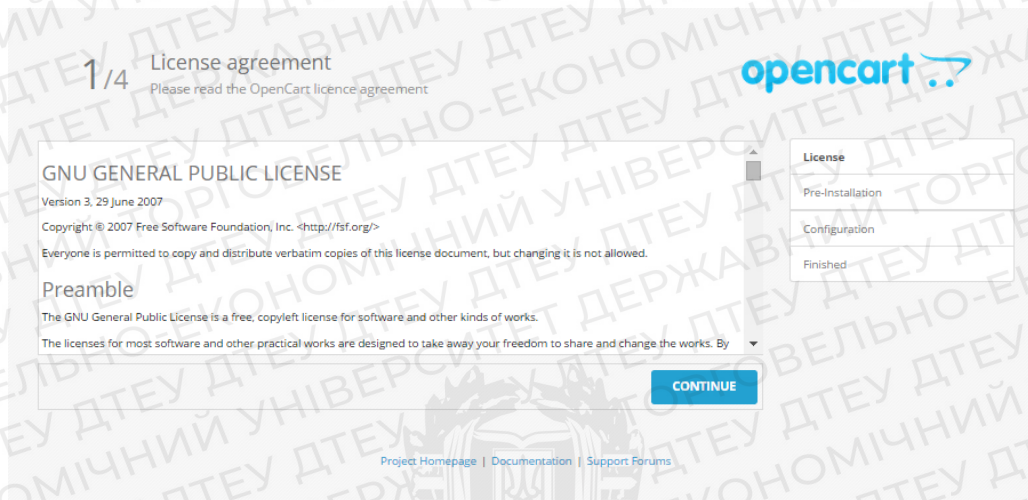 1/4
License agreement
Please read the OpenCart licence agreement
opencart
GNU GENERAL PUBLIC LICENSE
Version 3, 29 June 2007
Copyright © 2007 Free Software Foundation, Inc. <http://fsf.org/>
Everyone is permitted to copy and distribute verbatim copies of this license document, but changing it is not allowed.
Preamble
The GNU General Public License is a free, copyleft license for software and other kinds of works.
The licenses for most software and other practical works are designed to take away your freedom to share and change the works. By
CONTINUE
License
Pre-Installation
Configuration
Finished
Project Homepage | Documentation | Support Forums
ДТЕУ ДЕРЖАВНИЙ ТОРГОВЕЛЬНО-ЕКОНОМІЧНИЙ УНІВЕРСИТЕТ ДТЕУ